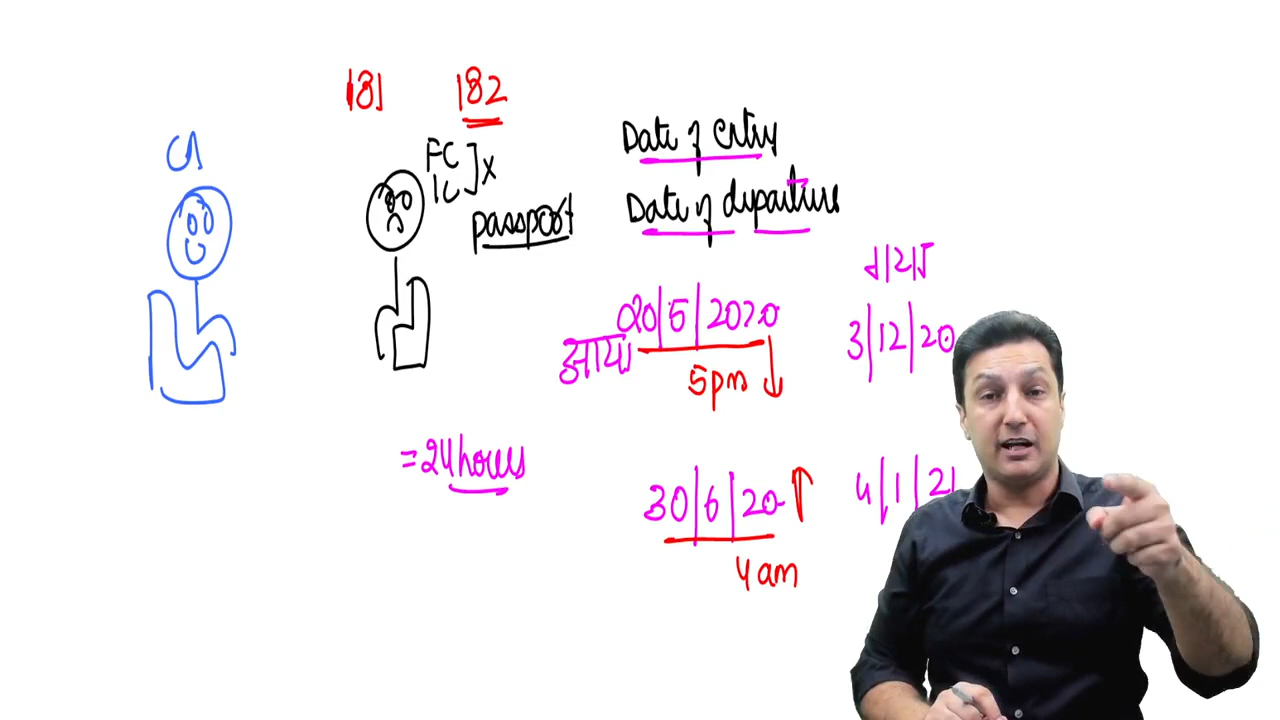 181 182
CA
FC
IC ] X
passport
Date of entry
Date of departure
20|5|2020
आया
5pm
3|12|20
= 24 hours
30|6|20
4|1|21
4 am